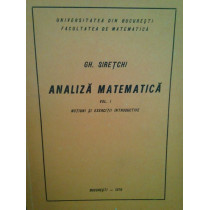 UNIVERSITATEA DIN BUCUREȘTI
FACULTATEA DE MATEMATICĂ
GH. SIREȚCHI
ANALIZĂ MATEMATICĂ
VOL. I
NOȚIUNI ȘI EXERCIȚII INTRODUCTIVE
BUCUREȘTI -